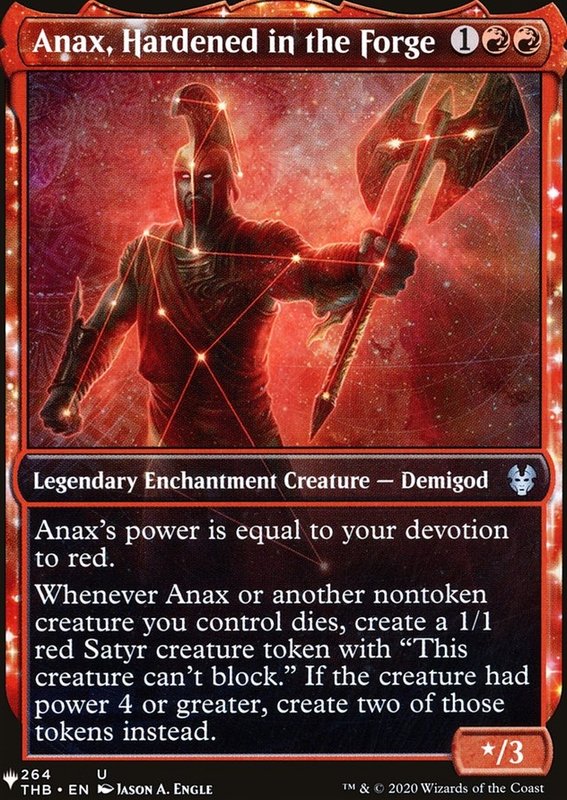 Anax, Hardened in the Forge 1
Legendary Enchantment Creature — Demigod
Anax's power is equal to your devotion
to red.
Whenever Anax or another nontoken
creature you control dies, create a 1/1
red Satyr creature token with “This
creature can't block.” If the creature had
power 4 or greater, create two of those
tokens instead.
*/3
264 U
THB • EN Jason A. Engle
™ & © 2020 Wizards of the Coast